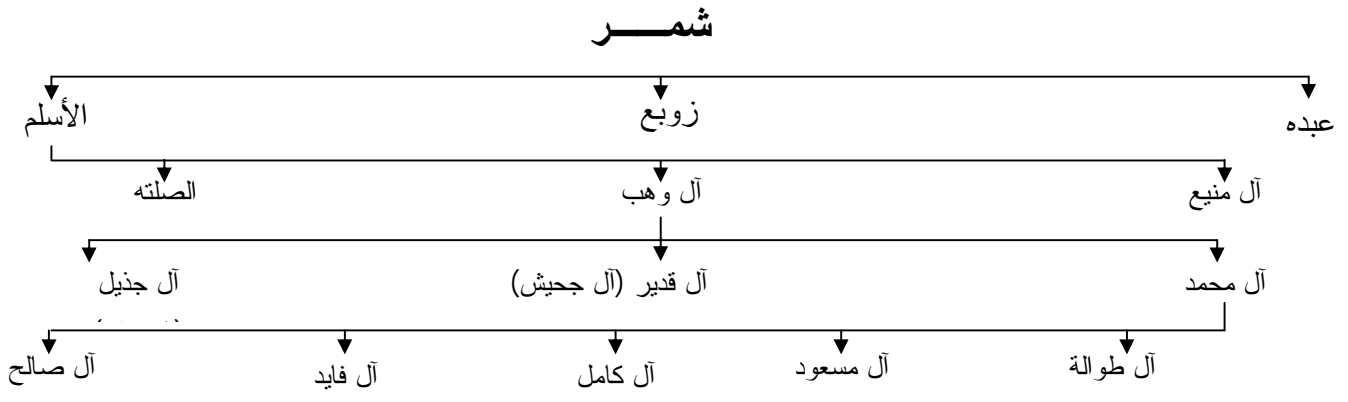 شمـــــر
عبده زوبع الأسلم
آل منيع آل وهب الصلته
آل محمد آل قدير (آل جحيش) آل جذيل
آل طوالة آل مسعود آل كامل آل فايد آل صالح